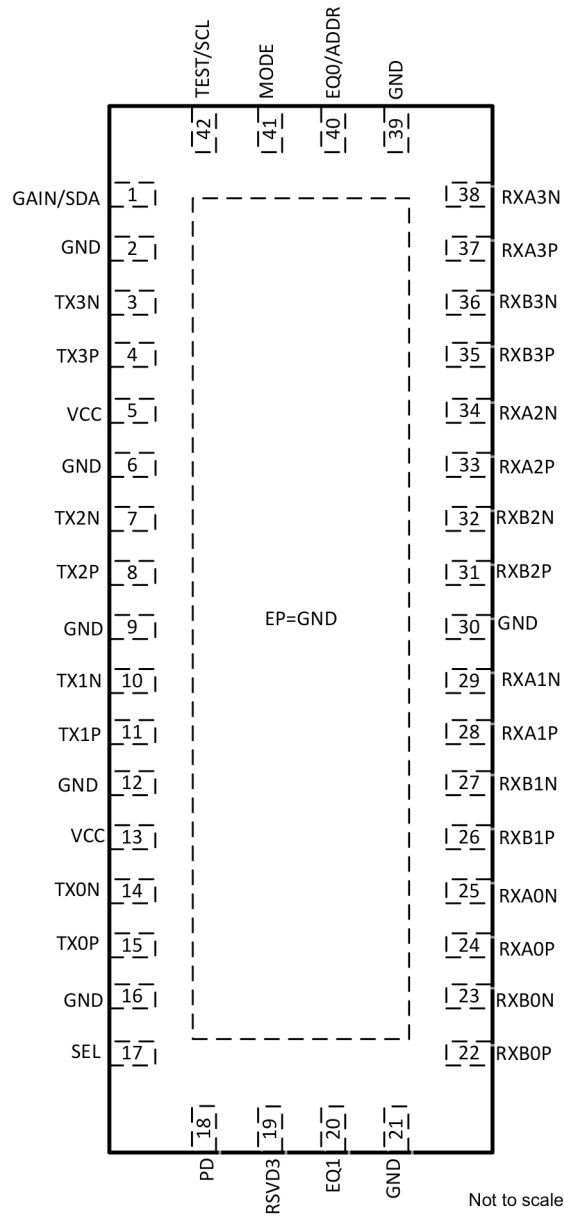 TEST/SCL
MODE
EQ0/ADDR
GND
42
41
40
39
GAIN/SDA 1
38 RXA3N
GND 2
37 RXA3P
TX3N 3
36 RXB3N
TX3P 4
35 RXB3P
VCC 5
34 RXA2N
GND 6
33 RXA2P
TX2N 7
32 RXB2N
TX2P 8
31 RXB2P
GND 9
EP=GND
30 GND
TX1N 10
29 RXA1N
TX1P 11
28 RXA1P
GND 12
27 RXB1N
VCC 13
26 RXB1P
TX0N 14
25 RXA0N
TX0P 15
24 RXA0P
GND 16
23 RXB0N
SEL 17
22 RXB0P
18
19
20
21
PD
RSVD3
EQ1
GND
Not to scale